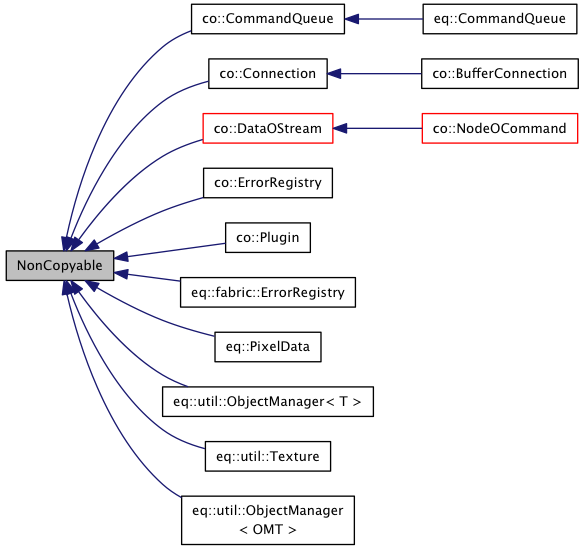 co::CommandQueue
eq::CommandQueue
co::Connection
co::BufferConnection
co::DataOStream
co::NodeOCommand
co::ErrorRegistry
co::Plugin
NonCopyable
eq::fabric::ErrorRegistry
eq::PixelData
eq::util::ObjectManager< T >
eq::util::Texture
eq::util::ObjectManager
< OMT >